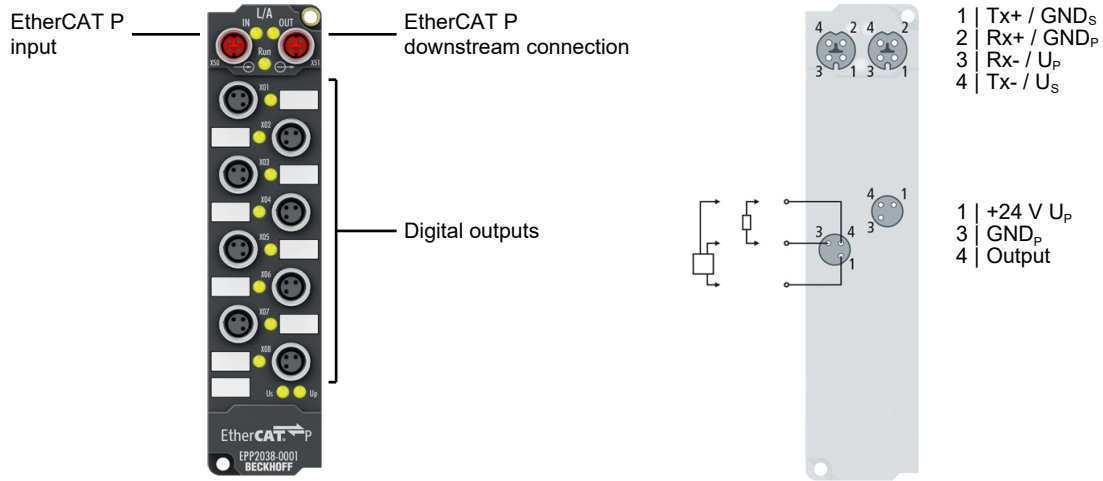 EtherCAT P
input
L/A
IN
OUT
Run
X50
X51
EtherCAT P
downstream connection
X01
X02
X03
X04
X05
X06
X07
X08
Us
Up
Digital outputs
EtherCAT P
EPP2038-0001
BECKHOFF
4 2 4 2
3 1 3 1
1 | Tx+ / GNDS
2 | Rx+ / GNDP
3 | Rx- / UP
4 | Tx- / US
4 1
3
3 4
1
1 | +24 V UP
3 | GNDP
4 | Output